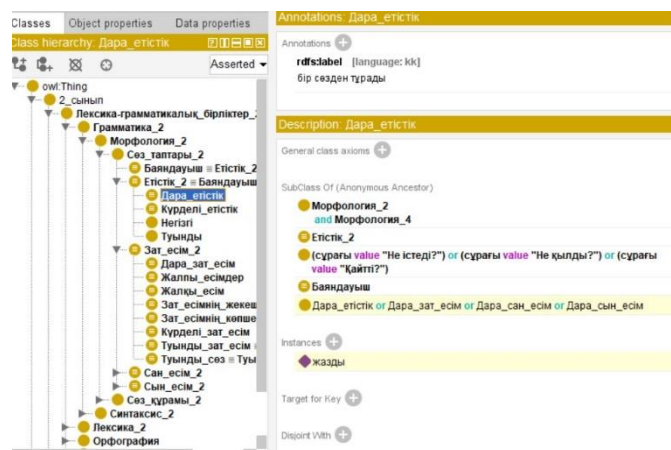 Classes Object properties Data properties
Class hierarchy: Дара_етістік
Asserted
owl:Thing
2_сынып
Лексика-грамматикалық_бірліктер_2
Грамматика_2
Морфология_2
Сөз_таптары_2
Баяндауыш ≡ Етістік_2
Етістік_2 ≡ Баяндауыш
Дара_етістік
Күрделі_етістік
Негізгі
Туынды
Зат_есім_2
Дара_зат_есім
Жалпы_есімдер
Жалқы_есім
Зат_есімнің_жекеш
Зат_есімнің_көпше
Күрделі_зат_есім
Туынды_зат_есім ≡
Туынды_сөз ≡ Туы
Сан_есім_2
Сын_есім_2
Сөз_құрамы_2
Синтаксис_2
Лексика_2
Орфография
Annotations: Дара_етістік
Annotations
rdfs:label [language: kk]
бір сөзден тұрады
Description: Дара_етістік
General class axioms
SubClass Of (Anonymous Ancestor)
Морфология_2
and Морфология_4
Етістік_2
(сұрағы value "Не істеді?") or (сұрағы value "Не қылды?") or (сұрағы
value "Қайтті?")
Баяндауыш
Дара_етістік or Дара_зат_есім or Дара_сан_есім or Дара_сын_есім
Instances
жазды
Target for Key
Disjoint With